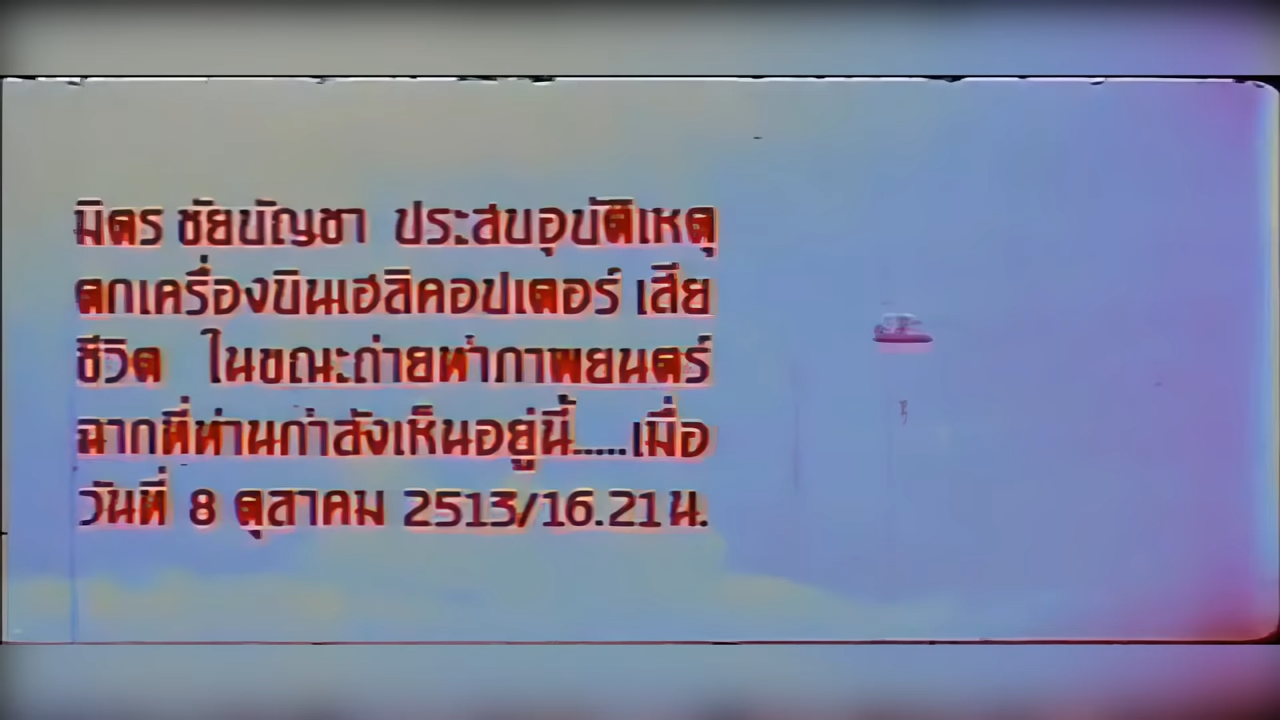 มิตร ชัยบัญชา ประสบอุบัติเหตุ
ตกเครื่องบินเฮลิคอปเตอร์ เสีย
ชีวิต ในขณะถ่ายทำภาพยนตร์
ฉากที่ท่านกำลังเห็นอยู่นี้.....เมื่อ
วันที่ 8 ตุลาคม 2513/16.21 น.